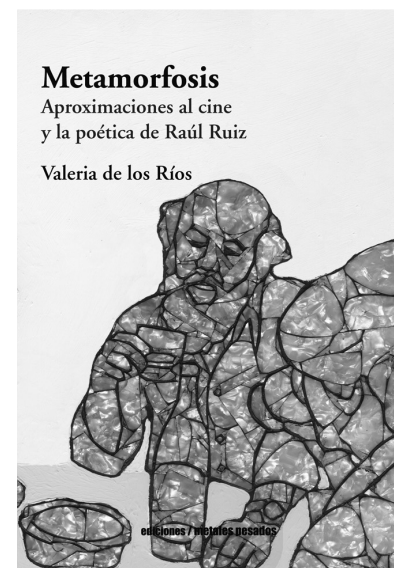 Metamorfosis
Aproximaciones al cine
y la poética de Raúl Ruiz
Valeria de los Ríos
ediciones / metales pesados